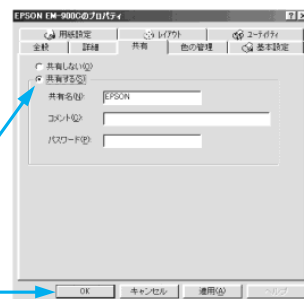 EPSON EM-900Cのプロパティ
用紙設定 レイアウト ユーティリティ
全般 詳細 共有 色の管理 基本設定
共有しない(O)
共有する(S)
共有名(N): EPSON
コメント(C):
パスワード(P):
OK キャンセル 適用(A) ヘルプ